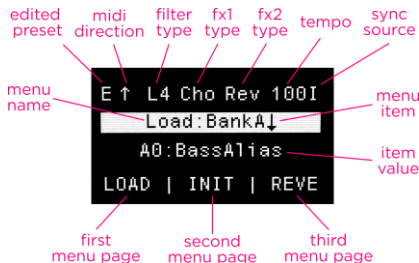 edited preset
midi direction
filter type
fx1 type
fx2 type
tempo
sync source
E ↑ L4 Cho Rev 100I
menu name
Load:BankA↓
menu item
A0:BassAlias
item value
LOAD | INIT | REVE
first menu page
second menu page
third menu page